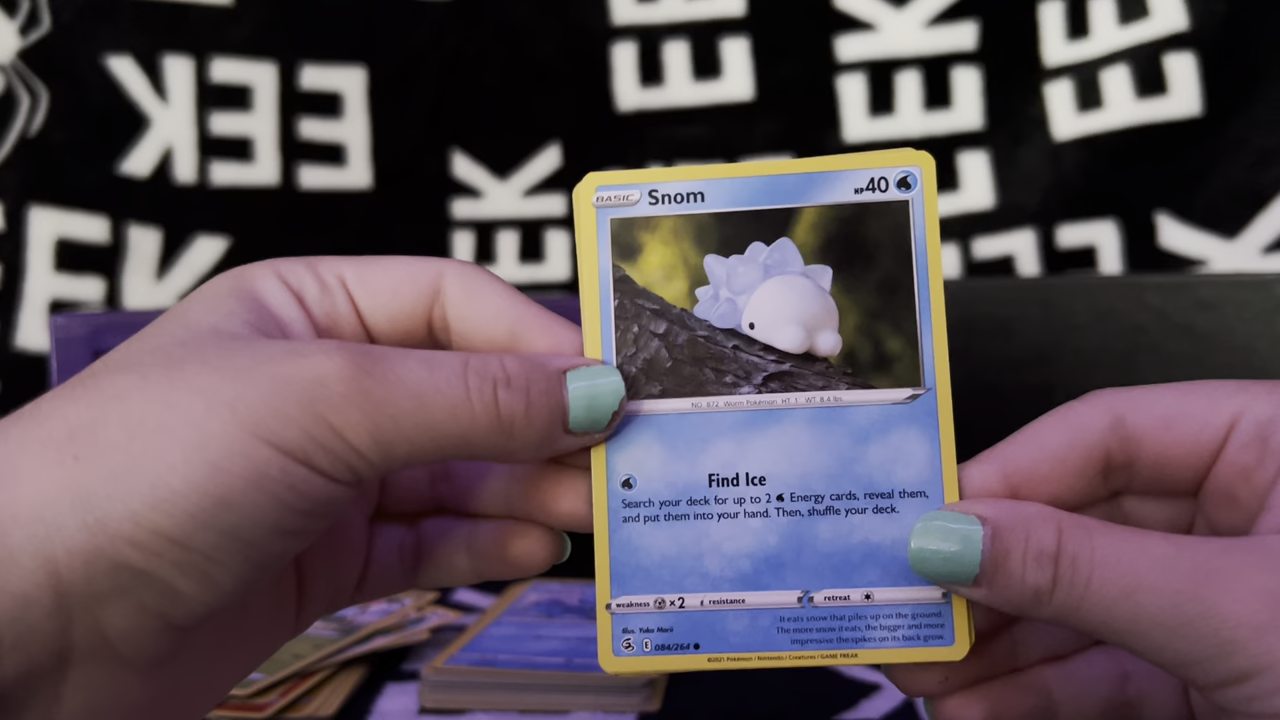 EEK
EEK
EEK
BASIC Snom HP 40
NO. 872 Worm Pokémon HT. 1' WT. 8.4 lbs.
Find Ice
Search your deck for up to 2 Energy cards, reveal them,
and put them into your hand. Then, shuffle your deck.
weakness ×2 resistance retreat
Illus. Yuka Morii
It eats snow that piles up on the ground.
The more snow it eats, the bigger and more
impressive the spikes on its back grow.
E 084/264
©2021 Pokémon / Nintendo / Creatures / GAME FREAK